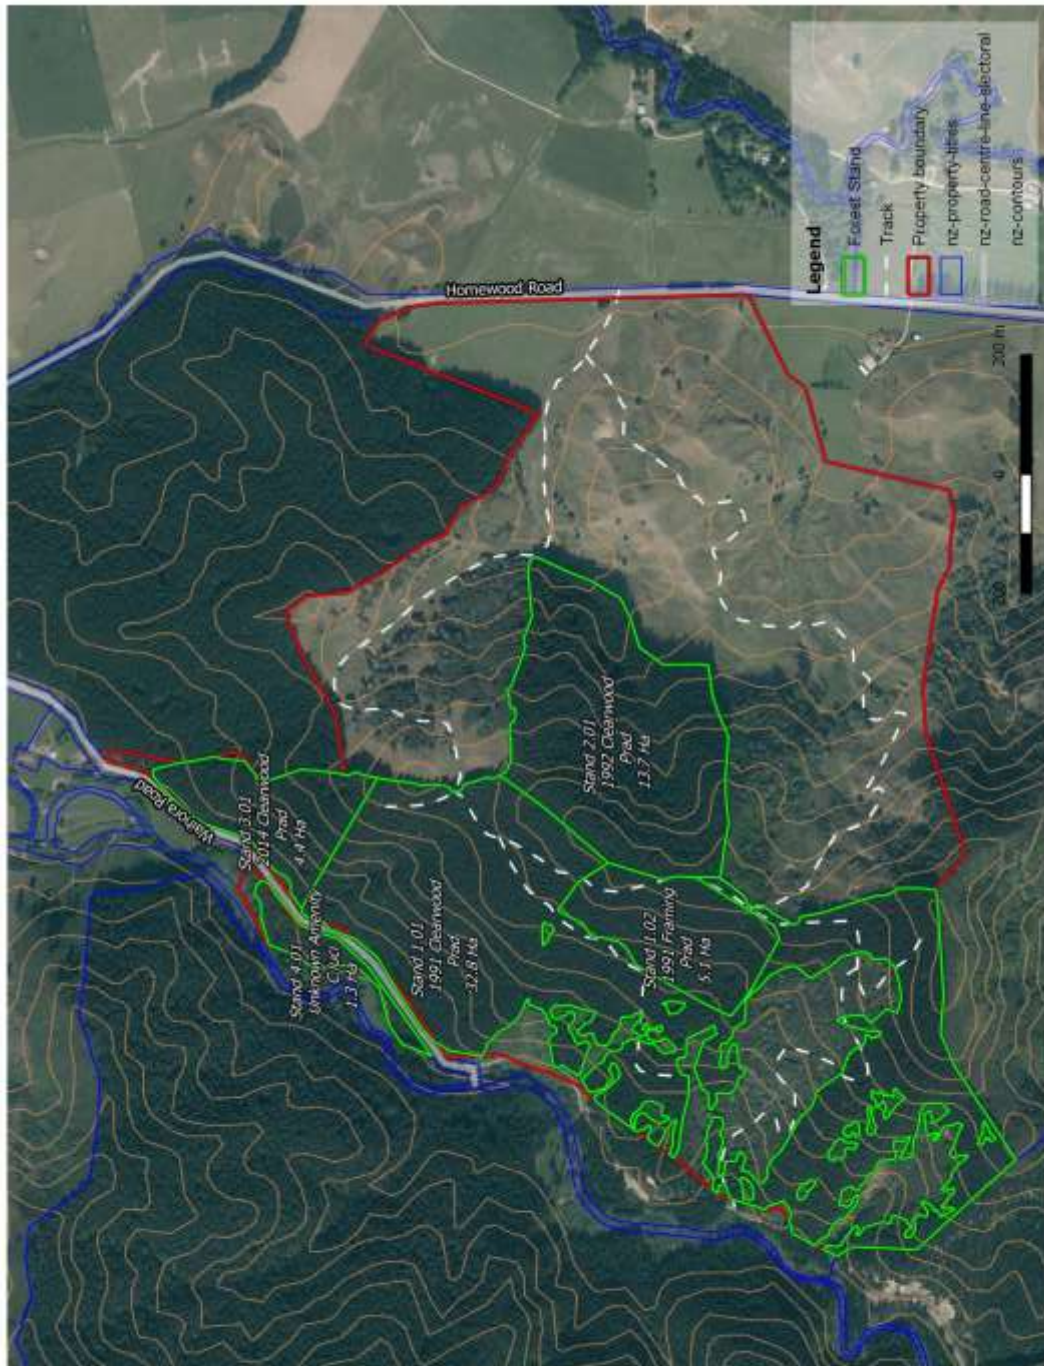 Homewood Road
Stand 3.01
2014 Clearwood
Prad
4.4 Ha
Stand 4.01
Unknown Amenity
1.3 Ha
Stand 1.01
1991 Clearwood
Prad
32.8 Ha
Stand 2.01
1992 Clearwood
Prad
13.7 Ha
Stand 1.02
1991 Framing
Prad
5.1 Ha
Legend
Forest Stand
Track
Property boundary
nz-property-titles
nz-road-centre-line-electoral
nz-contours
0
200 m